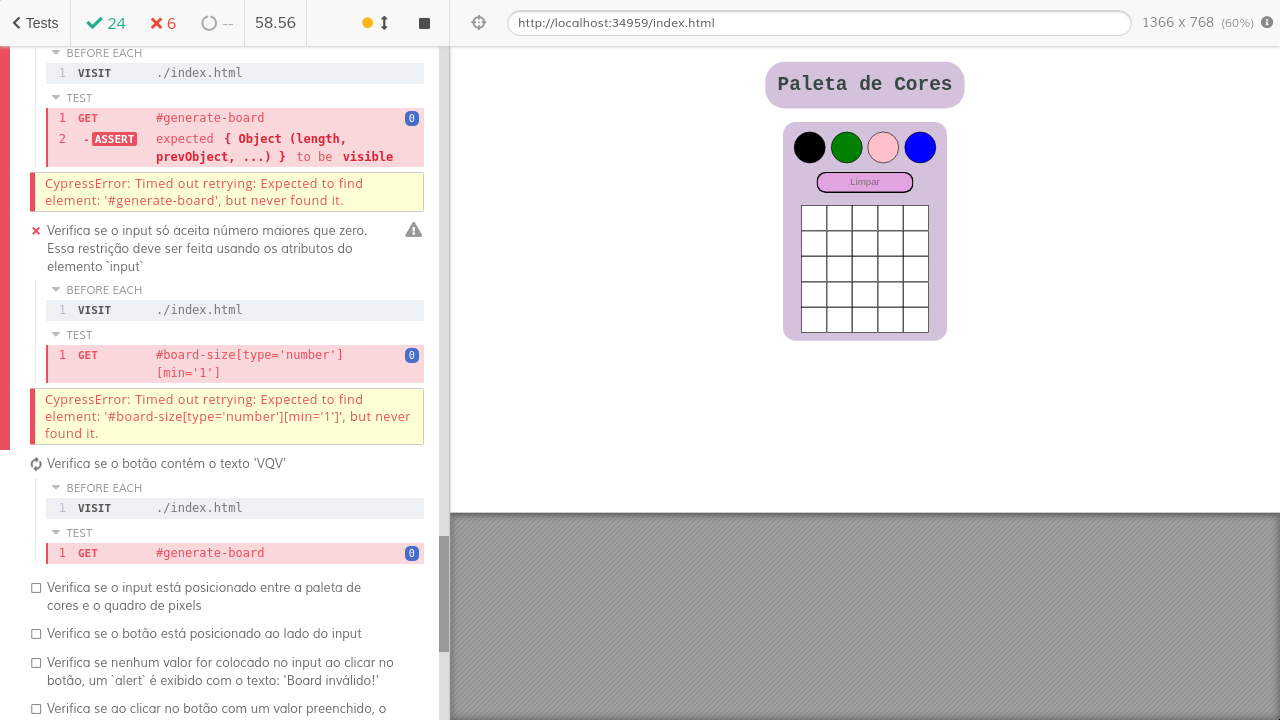 Tests
24
6
--
58.56
http://localhost:34959/index.html
1366 x 768 (60%)
BEFORE EACH
1 VISIT ./index.html
TEST
1 GET #generate-board 0
2 -ASSERT expected { Object (length,
prevObject, ...) } to be visible
CypressError: Timed out retrying: Expected to find
element: '#generate-board', but never found it.
Verifica se o input só aceita número maiores que zero.
Essa restrição deve ser feita usando os atributos do
elemento `input`
BEFORE EACH
1 VISIT ./index.html
TEST
1 GET #board-size[type='number'] 0
[min='1']
CypressError: Timed out retrying: Expected to find
element: '#board-size[type='number'][min='1']', but never
found it.
Verifica se o botão contém o texto 'VQV'
BEFORE EACH
1 VISIT ./index.html
TEST
1 GET #generate-board 0
Verifica se o input está posicionado entre a paleta de
cores e o quadro de pixels
Verifica se o botão está posicionado ao lado do input
Verifica se nenhum valor for colocado no input ao clicar no
botão, um `alert` é exibido com o texto: 'Board inválido!'
Verifica se ao clicar no botão com um valor preenchido, o
Paleta de Cores
Limpar